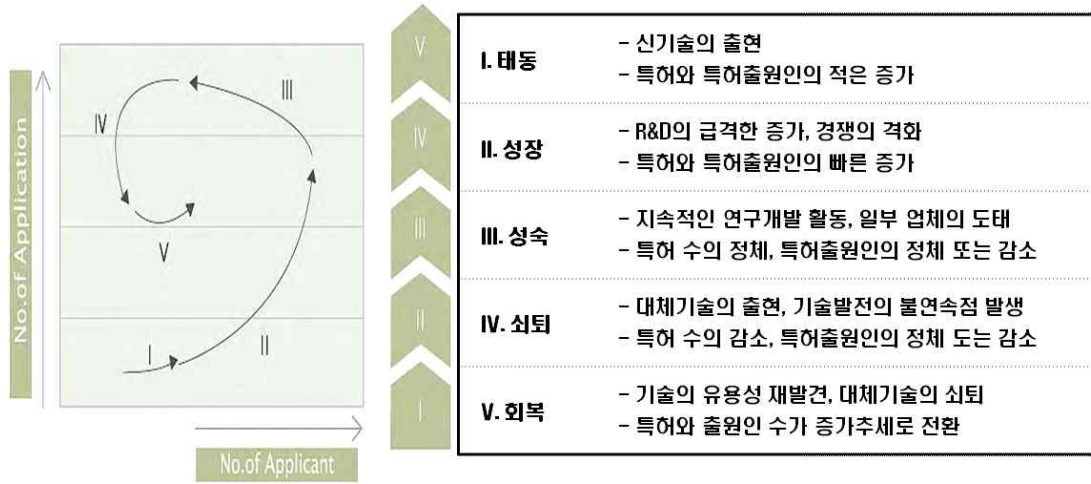 No.of Application
I
II
III
IV
V
No.of Applicant
V
IV
III
II
I
I. 태동
- 신기술의 출현
- 특허와 특허출원인의 적은 증가
II. 성장
- R&D의 급격한 증가, 경쟁의 격화
- 특허와 특허출원인의 빠른 증가
III. 성숙
- 지속적인 연구개발 활동, 일부 업체의 도태
- 특허 수의 정체, 특허출원인의 정체 또는 감소
IV. 쇠퇴
- 대체기술의 출현, 기술발전의 불연속점 발생
- 특허 수의 감소, 특허출원인의 정체 도는 감소
V. 회복
- 기술의 유용성 재발견, 대체기술의 쇠퇴
- 특허와 출원인 수가 증가추세로 전환